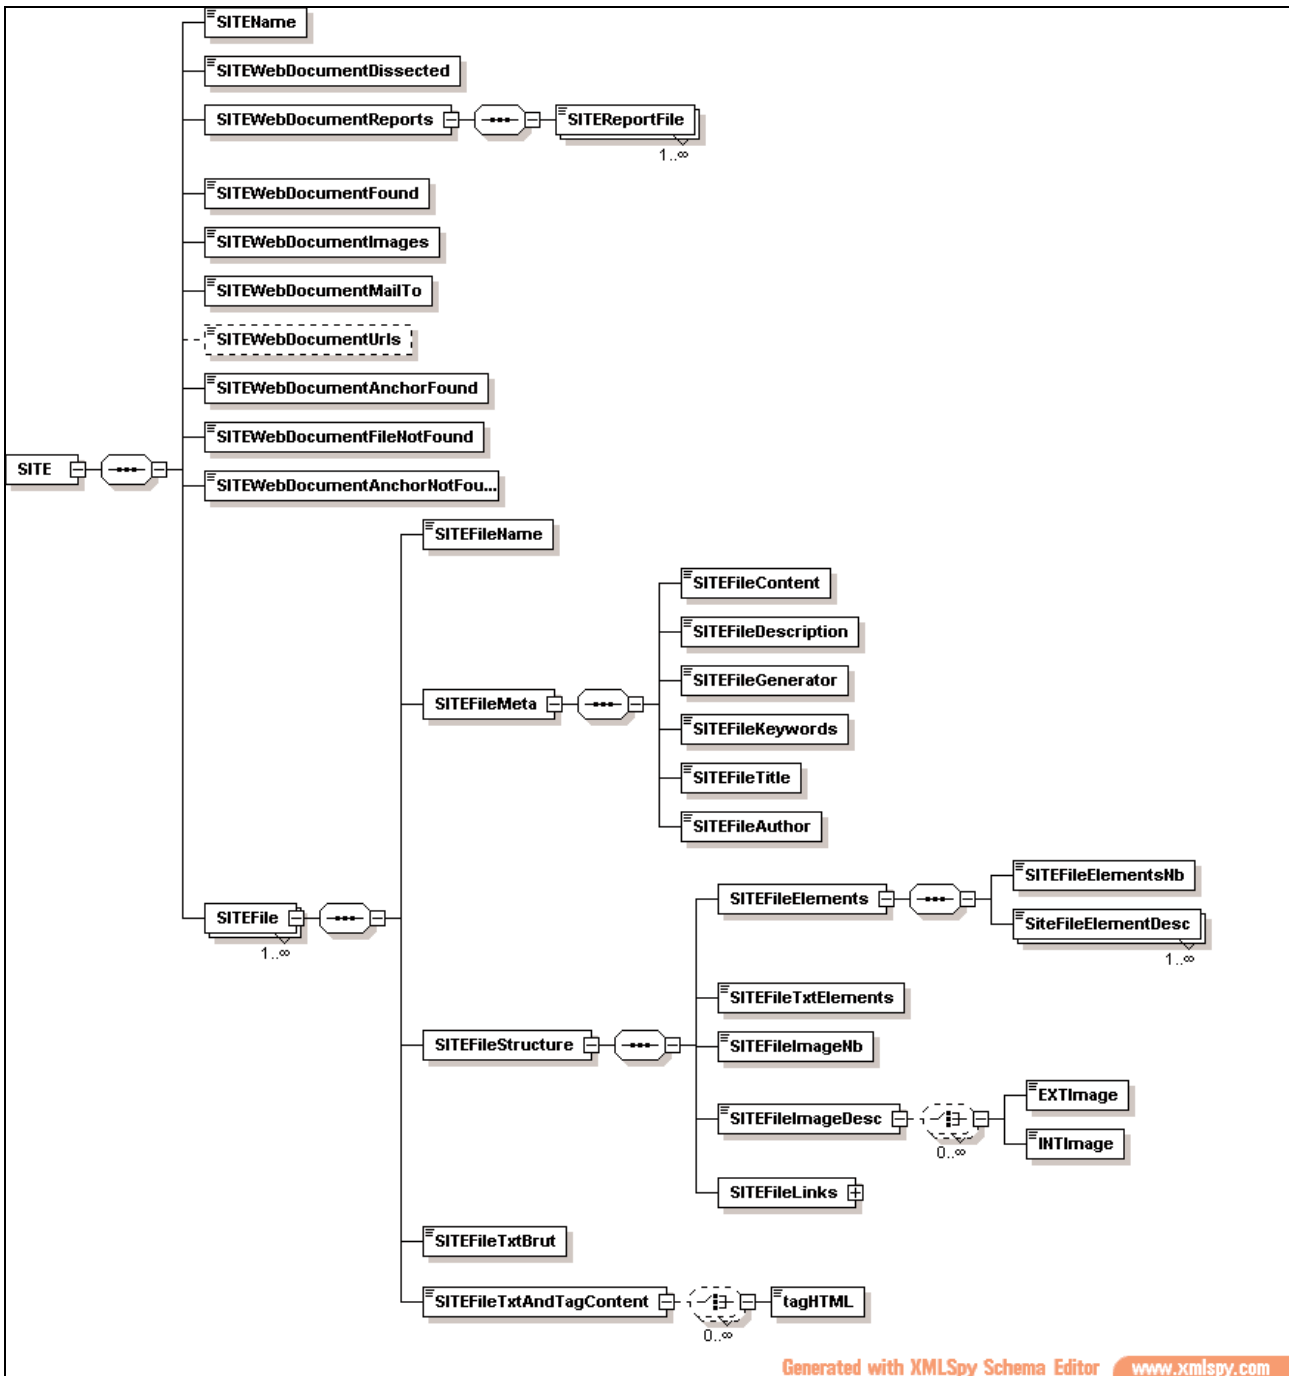 SITEName
SITEWebDocumentDissected
SITEWebDocumentReports
SITEReportFile
1..∞
SITEWebDocumentFound
SITEWebDocumentImages
SITEWebDocumentMailTo
SITEWebDocumentUrls
SITEWebDocumentAnchorFound
SITEWebDocumentFileNotFound
SITE
SITEWebDocumentAnchorNotFou...
SITEFileName
SITEFileContent
SITEFileDescription
SITEFileGenerator
SITEFileMeta
SITEFileKeywords
SITEFileTitle
SITEFileAuthor
SITEFileElements
SITEFileElementsNb
SITEFile
1..∞
SiteFileElementDesc
1..∞
SITEFileTxtElements
SITEFileStructure
SITEFileImageNb
SITEFileImageDesc
0..∞
EXTImage
INTImage
SITEFileLinks
SITEFileTxtBrut
SITEFileTxtAndTagContent
0..∞
tagHTML
Generated with XMLSpy Schema Editor www.xmlspy.com